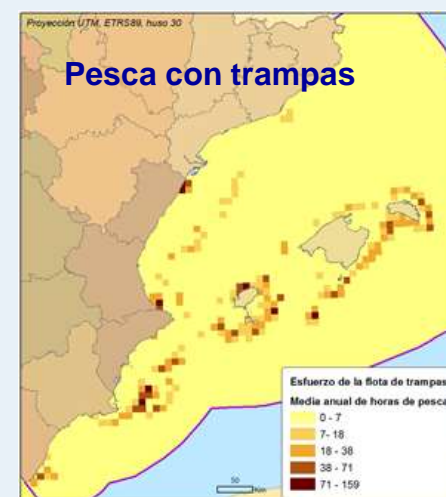 Proyección UTM, ETRS89, huso 30
Pesca con trampas
Esfuerzo de la flota de trampas
Media anual de horas de pesca
0 - 7
7- 18
18 - 38
38 - 71
71 - 159
50
Km